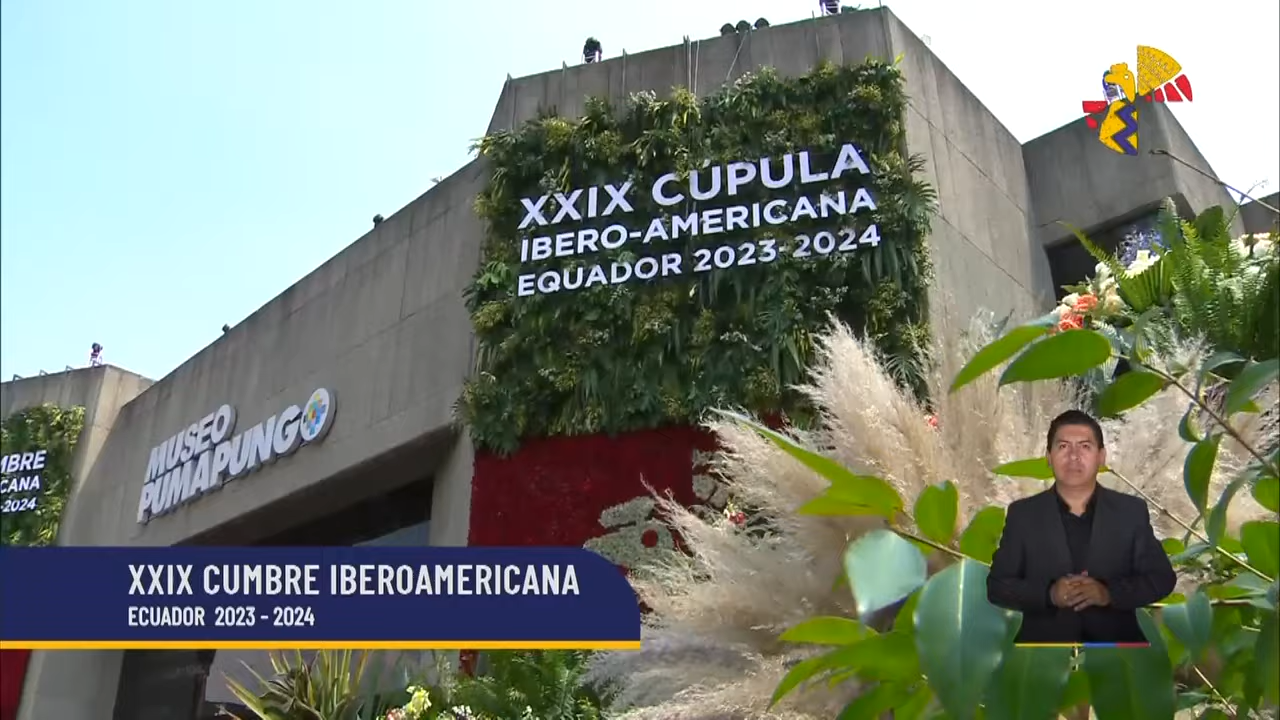 XXIX CUPULA
IBERO-AMERICANA
EQUADOR 2023-2024
MUSEO
PUMAPUNGO
MBRE
CANA
-2024
XXIX CUMBRE IBEROAMERICANA
ECUADOR 2023 - 2024